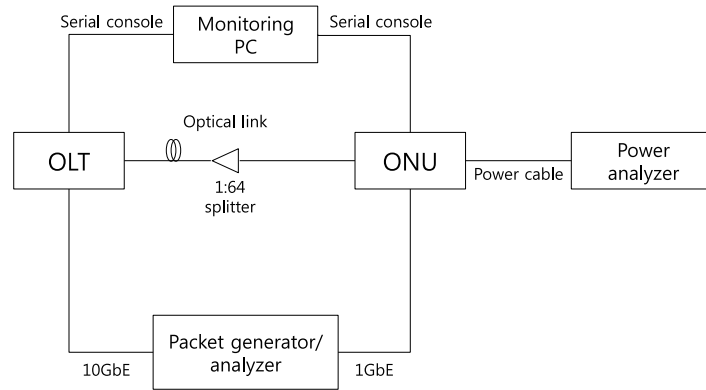 Serial console
Monitoring
PC
Serial console
Optical link
OLT
1:64
splitter
ONU
Power cable
Power
analyzer
10GbE
Packet generator/
analyzer
1GbE